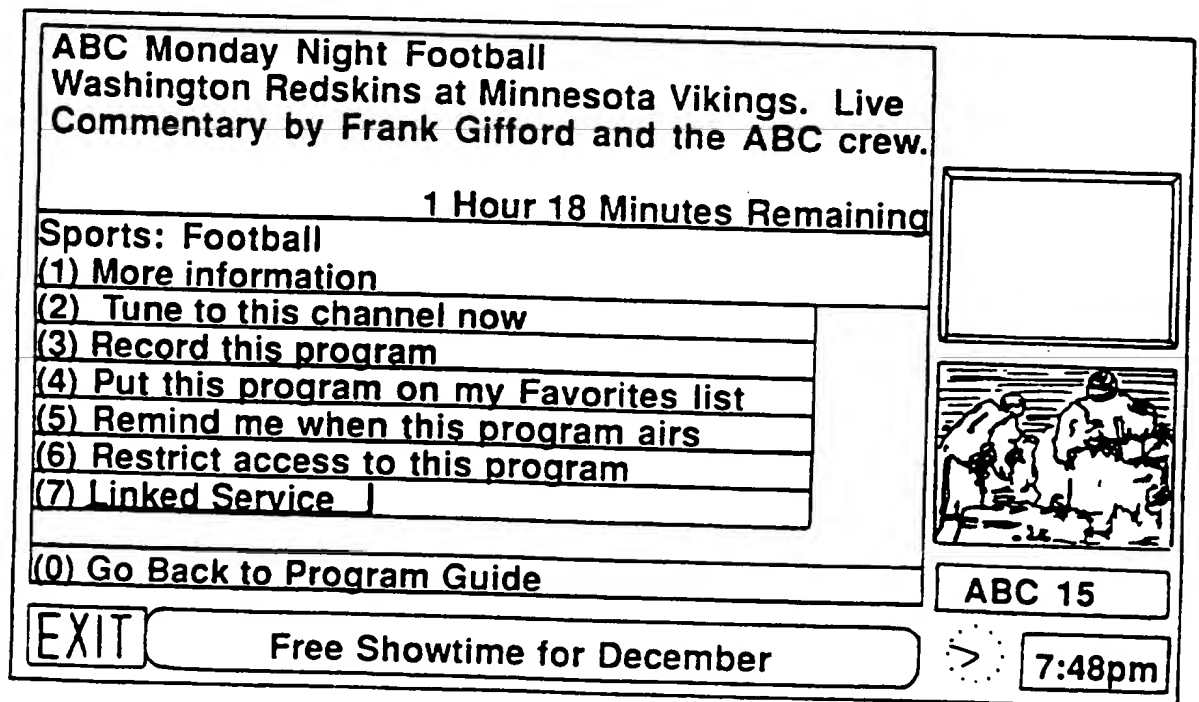 ABC Monday Night Football
Washington Redskins at Minnesota Vikings.  Live
Commentary by Frank Gifford and the ABC crew.
1 Hour 18 Minutes Remaining
Sports: Football
(1) More information
(2) Tune to this channel now
(3) Record this program
(4) Put this program on my Favorites list
(5) Remind me when this program airs
(6) Restrict access to this program
(7) Linked Service
(0) Go Back to Program Guide
ABC 15
EXIT
Free Showtime for December
7:48pm